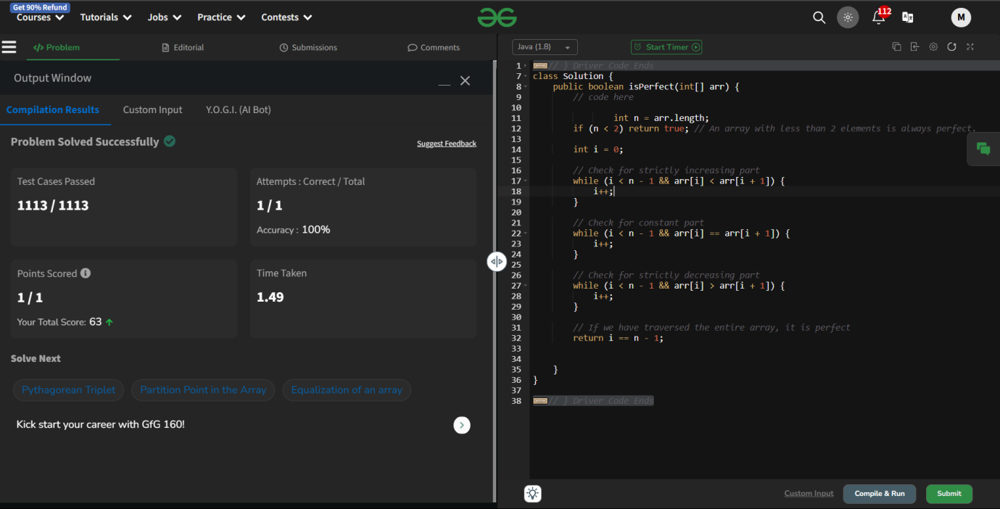 Get 90% Refund
Courses Tutorials Jobs Practice Contests
112
M
</> Problem Editorial Submissions Comments
Output Window
Compilation Results Custom Input Y.O.G.I. (AI Bot)
Problem Solved Successfully
Suggest Feedback
Test Cases Passed
1113 / 1113
Attempts : Correct / Total
1 / 1
Accuracy : 100%
Points Scored
1 / 1
Your Total Score: 63
Time Taken
1.49
Solve Next
Pythagorean Triplet Partition Point in the Array Equalization of an array
Kick start your career with GfG 160!
Java (1.8) Start Timer
1 // } Driver Code Ends
7 class Solution {
8 public boolean isPerfect(int[] arr) {
9 // code here
10
11 int n = arr.length;
12 if (n < 2) return true; // An array with less than 2 elements is always perfect.
13
14 int i = 0;
15
16 // Check for strictly increasing part
17 while (i < n - 1 && arr[i] < arr[i + 1]) {
18 i++;
19 }
20
21 // Check for constant part
22 while (i < n - 1 && arr[i] == arr[i + 1]) {
23 i++;
24 }
25
26 // Check for strictly decreasing part
27 while (i < n - 1 && arr[i] > arr[i + 1]) {
28 i++;
29 }
30
31 // If we have traversed the entire array, it is perfect
32 return i == n - 1;
33
34
35 }
36 }
37
38 // } Driver Code Ends
Custom Input Compile & Run Submit